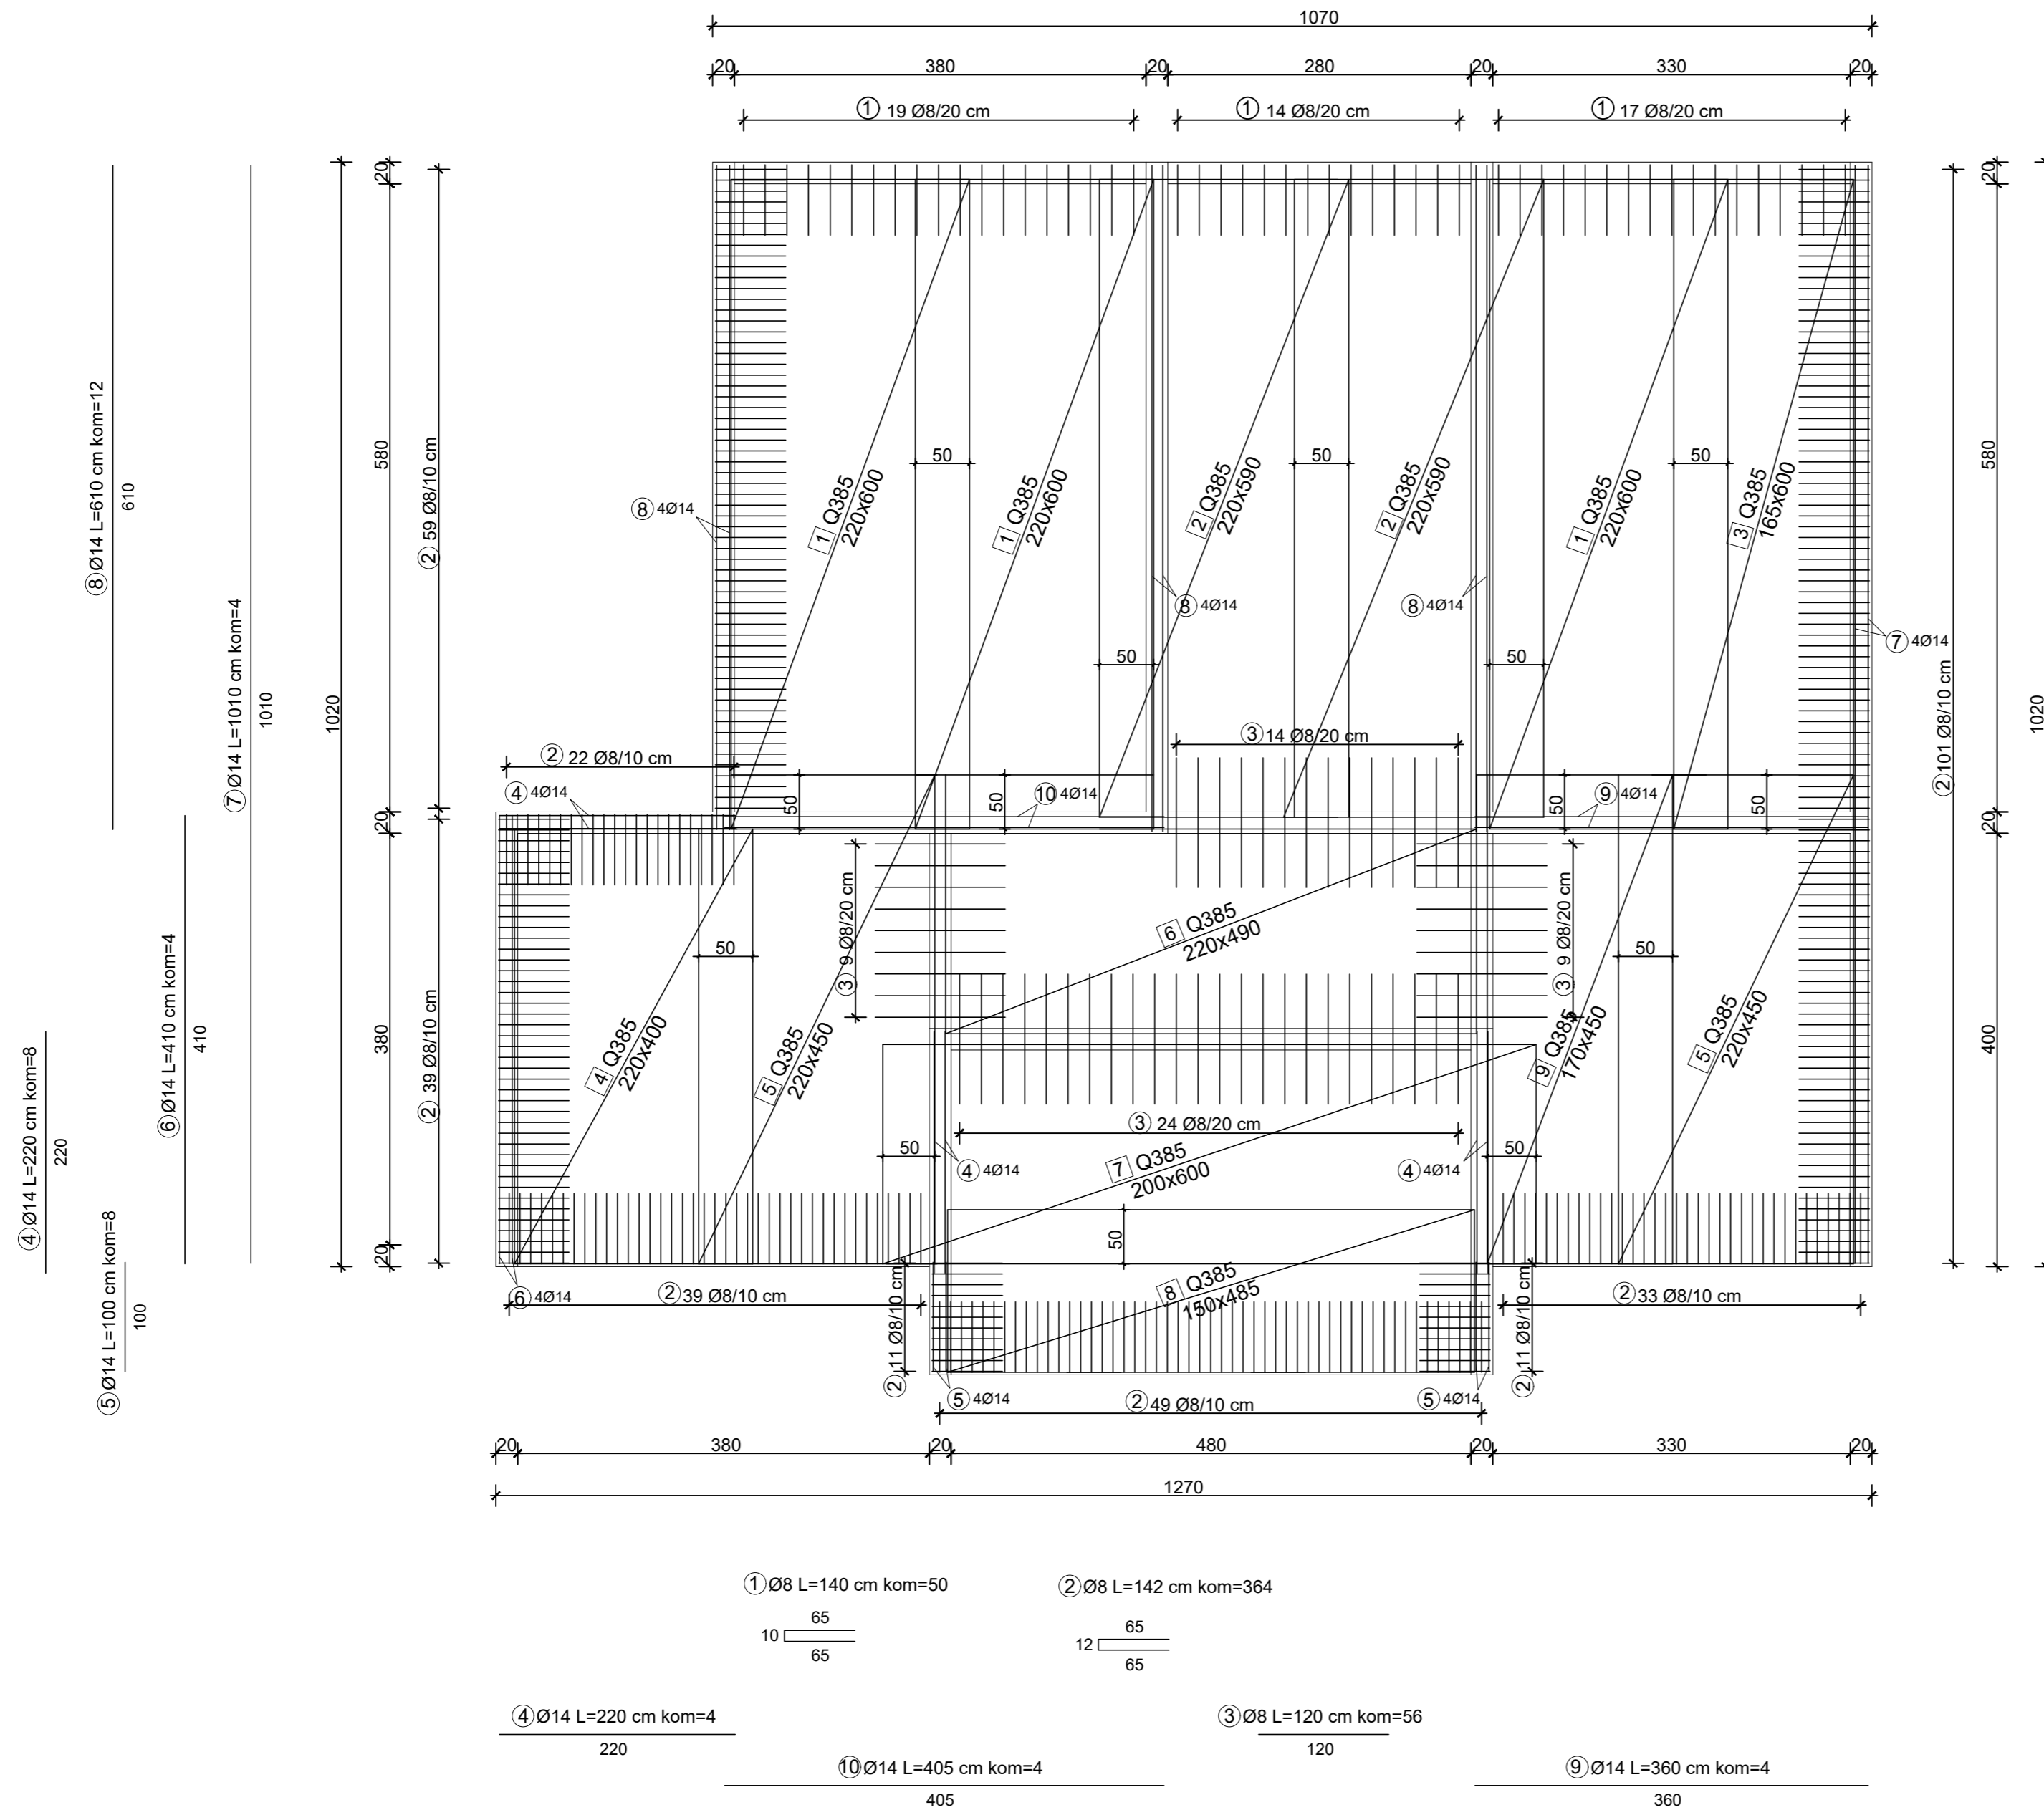 1070
20 380 20 280 20 330 20
① 19 Ø8/20 cm
① 14 Ø8/20 cm
① 17 Ø8/20 cm
⑧ Ø14 L=610 cm kom=12
610
⑦ Ø14 L=1010 cm kom=4
1010
1020
20
580
20
380
20
② 59 Ø8/10 cm
② 39 Ø8/10 cm
⑧ 4Ø14
1 Q385
220x600
1 Q385
220x600
2 Q385
220x590
2 Q385
220x590
1 Q385
220x600
3 Q385
165x600
50
50
50
50
50
⑧ 4Ø14
⑧ 4Ø14
⑦ 4Ø14
② 101 Ø8/10 cm
20
580
20
400
1020
② 22 Ø8/10 cm
③ 14 Ø8/20 cm
④ 4Ø14
50
50
⑩ 4Ø14
50
⑨ 4Ø14
50
③ 9 Ø8/20 cm
③ 9 Ø8/20 cm
6 Q385
220x490
50
50
4 Q385
220x400
5 Q385
220x450
9 Q385
170x450
5 Q385
220x450
⑥ Ø14 L=410 cm kom=4
410
④ Ø14 L=220 cm kom=8
220
⑤ Ø14 L=100 cm kom=8
100
③ 24 Ø8/20 cm
50
④ 4Ø14
7 Q385
200x600
④ 4Ø14
50
50
8 Q385
150x485
⑥ 4Ø14
② 39 Ø8/10 cm
② 11 Ø8/10 cm
② 11 Ø8/10 cm
② 33 Ø8/10 cm
⑤ 4Ø14
② 49 Ø8/10 cm
⑤ 4Ø14
20 380 20 480 20 330 20
1270
① Ø8 L=140 cm kom=50
65
10
65
② Ø8 L=142 cm kom=364
65
12
65
④ Ø14 L=220 cm kom=4
220
③ Ø8 L=120 cm kom=56
120
⑩ Ø14 L=405 cm kom=4
405
⑨ Ø14 L=360 cm kom=4
360